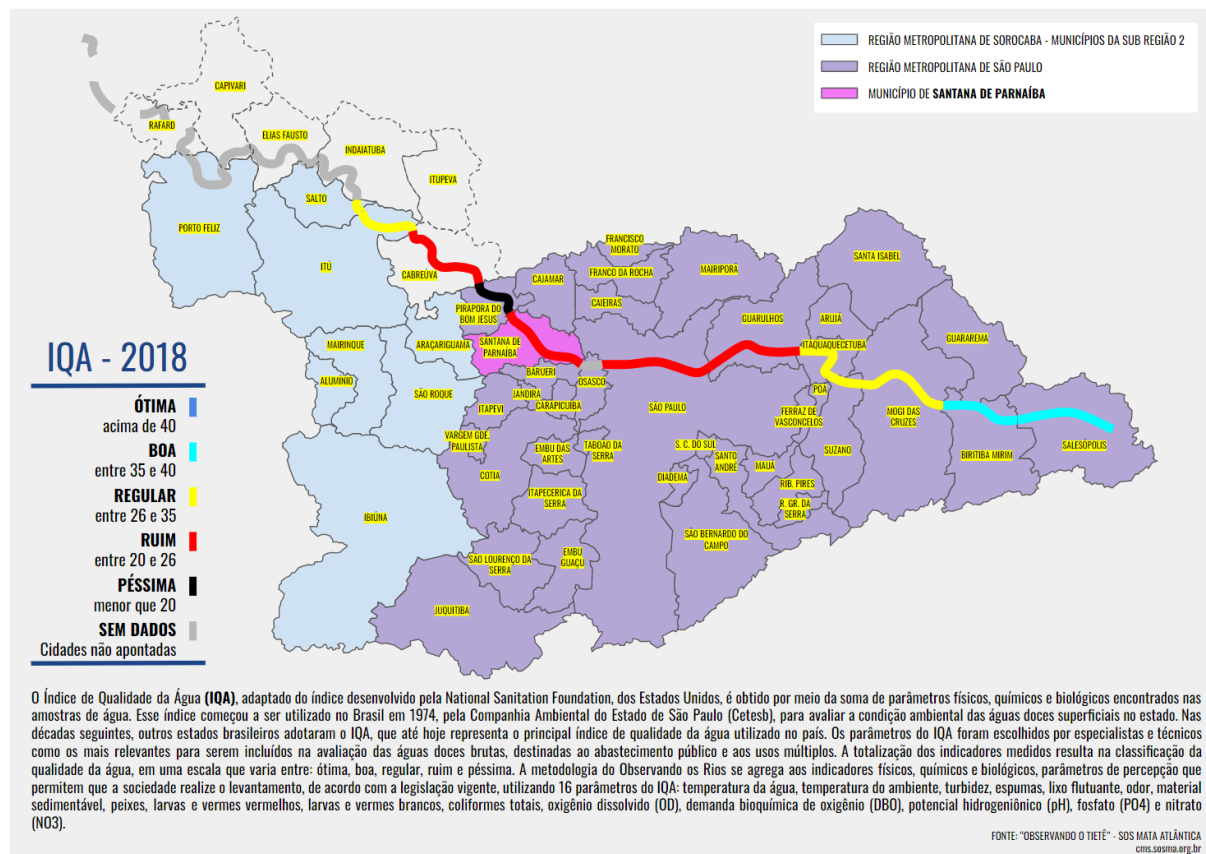 REGIÃO METROPOLITANA DE SOROCABA - MUNICÍPIOS DA SUB REGIÃO 2
REGIÃO METROPOLITANA DE SÃO PAULO
MUNICÍPIO DE SANTANA DE PARNAÍBA
CAPIVARI
RAFARD
ELIAS FAUSTO
INDAIATUBA
ITUPEVA
SALTO
PORTO FELIZ
ITÚ
CABREÚVA
FRANCISCO
MORATO
CAJAMAR
FRANCO DA ROCHA
MAIRIPORÃ
SANTA ISABEL
CAIEIRAS
PIRAPORA DO
BOM JESUS
GUARULHOS
ARUJÁ
MAIRINQUE
ARAÇARIGUAMA
SANTANA DE
PARNAÍBA
ITAQUAQUECETUBA
GUARAREMA
ALUMÍNIO
SÃO ROQUE
BARUERI
OSASCO
JANDIRA
ITAPEVI
CARAPICUIBA
SÃO PAULO
POÁ
FERRAZ DE
VASCONCELOS
MOGI DAS
CRUZES
VARGEM GDE.
PAULISTA
EMBU DAS
ARTES
TABOÃO DA
SERRA
S. C. DO SUL
SANTO
ANDRÉ
MAUÁ
SUZANO
BIRITIBA MIRIM
SALESÓPOLIS
COTIA
DIADEMA
RIB. PIRES
ITAPECERICA DA
SERRA
R. GR. DA
SERRA
IBIÚNA
SÃO BERNARDO DO
CAMPO
SÃO LOURENÇO DA
SERRA
EMBU
GUAÇU
JUQUITIBA
IQA - 2018
ÓTIMA
acima de 40
BOA
entre 35 e 40
REGULAR
entre 26 e 35
RUIM
entre 20 e 26
PÉSSIMA
menor que 20
SEM DADOS
Cidades não apontadas
O Índice de Qualidade da Água (IQA), adaptado do índice desenvolvido pela National Sanitation Foundation, dos Estados Unidos, é obtido por meio da soma de parâmetros físicos, químicos e biológicos encontrados nas
amostras de água. Esse índice começou a ser utilizado no Brasil em 1974, pela Companhia Ambiental do Estado de São Paulo (Cetesb), para avaliar a condição ambiental das águas doces superficiais no estado. Nas
décadas seguintes, outros estados brasileiros adotaram o IQA, que até hoje representa o principal índice de qualidade da água utilizado no país. Os parâmetros do IQA foram escolhidos por especialistas e técnicos
como os mais relevantes para serem incluídos na avaliação das águas doces brutas, destinadas ao abastecimento público e aos usos múltiplos. A totalização dos indicadores medidos resulta na classificação da
qualidade da água, em uma escala que varia entre: ótima, boa, regular, ruim e péssima. A metodologia do Observando os Rios se agrega aos indicadores físicos, químicos e biológicos, parâmetros de percepção que
permitem que a sociedade realize o levantamento, de acordo com a legislação vigente, utilizando 16 parâmetros do IQA: temperatura da água, temperatura do ambiente, turbidez, espumas, lixo flutuante, odor, material
sedimentável, peixes, larvas e vermes vermelhos, larvas e vermes brancos, coliformes totais, oxigênio dissolvido (OD), demanda bioquímica de oxigênio (DBO), potencial hidrogeniônico (pH), fosfato (PO4) e nitrato
(NO3).
FONTE: "OBSERVANDO O TIETÊ" - SOS MATA ATLÂNTICA
cms.sosma.org.br